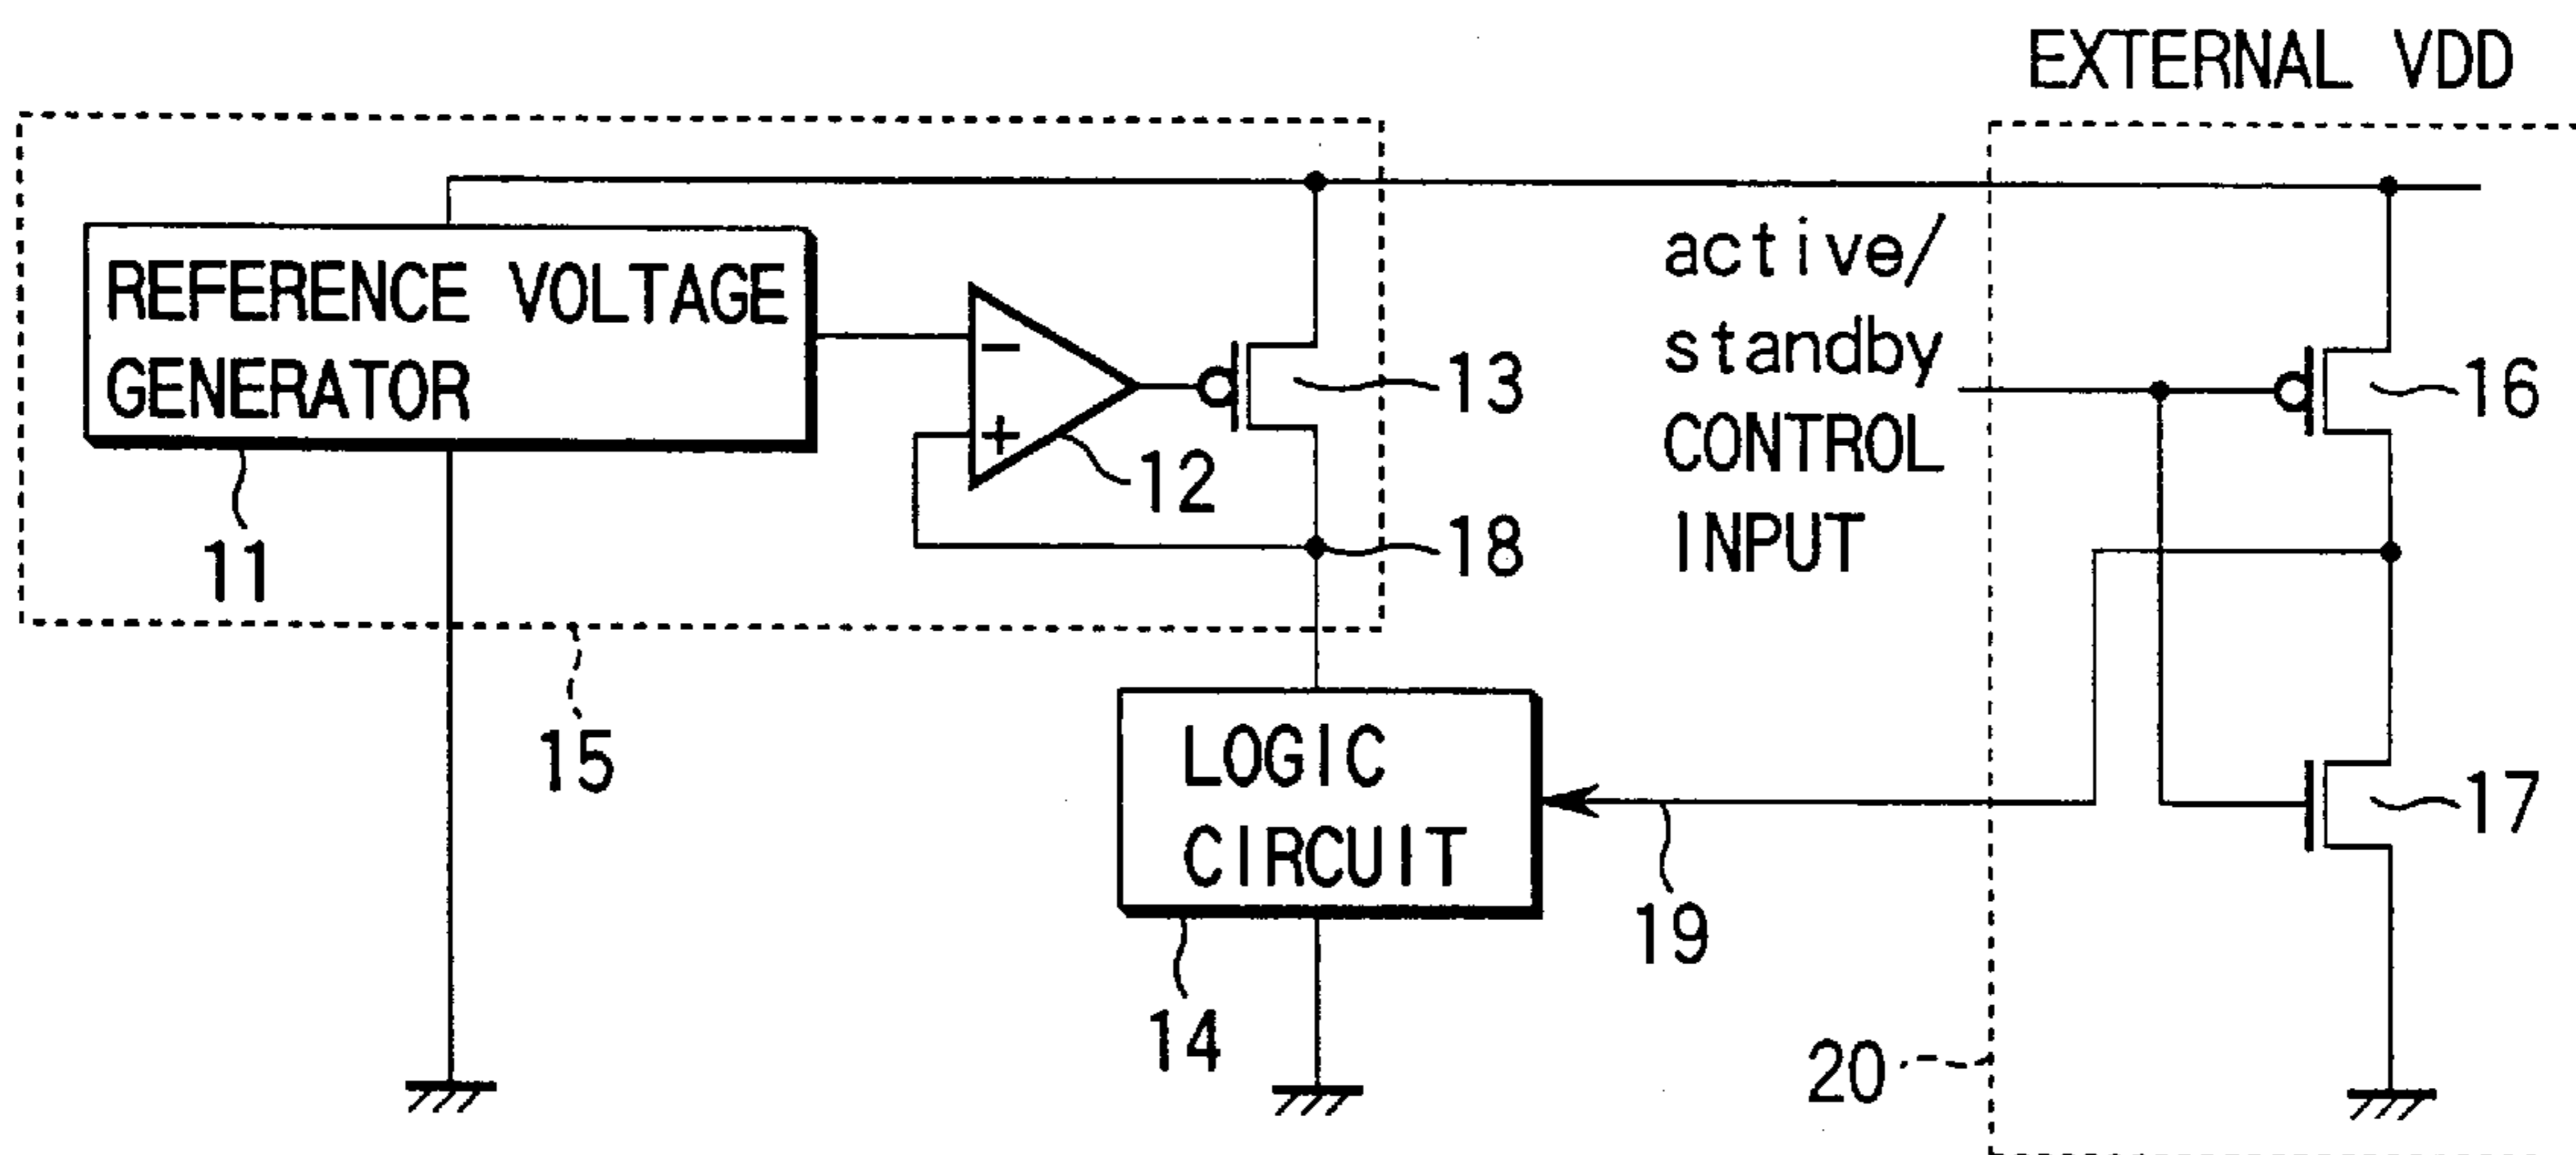 EXTERNAL VDD
REFERENCE VOLTAGE
GENERATOR
−
+
11
12
13
18
15
active/
standby
CONTROL
INPUT
16
17
LOGIC
CIRCUIT
14
19
20